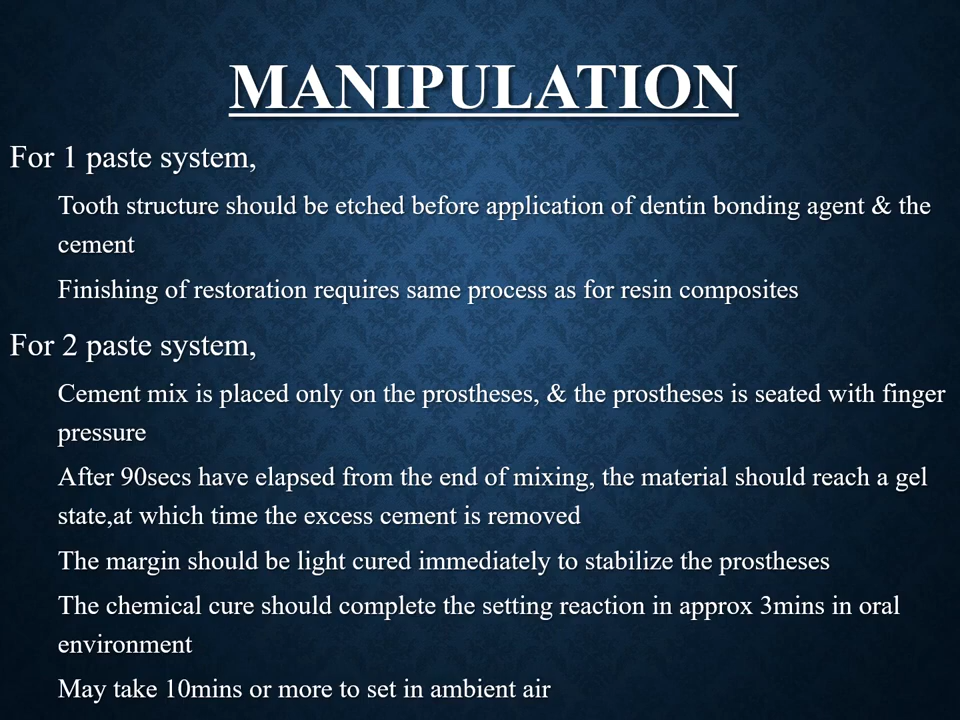 MANIPULATION
For 1 paste system,
Tooth structure should be etched before application of dentin bonding agent & the
cement
Finishing of restoration requires same process as for resin composites
For 2 paste system,
Cement mix is placed only on the prostheses, & the prostheses is seated with finger
pressure
After 90secs have elapsed from the end of mixing, the material should reach a gel
state,at which time the excess cement is removed
The margin should be light cured immediately to stabilize the prostheses
The chemical cure should complete the setting reaction in approx 3mins in oral
environment
May take 10mins or more to set in ambient air